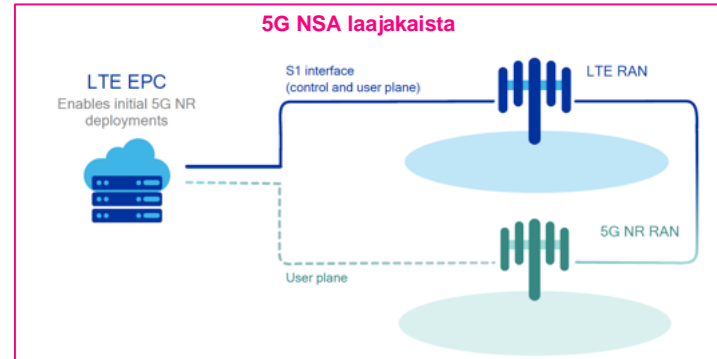 5G NSA laajakaista
LTE EPC
Enables initial 5G NR
deployments
S1 interface
(control and user plane)
LTE RAN
5G NR RAN
User plane